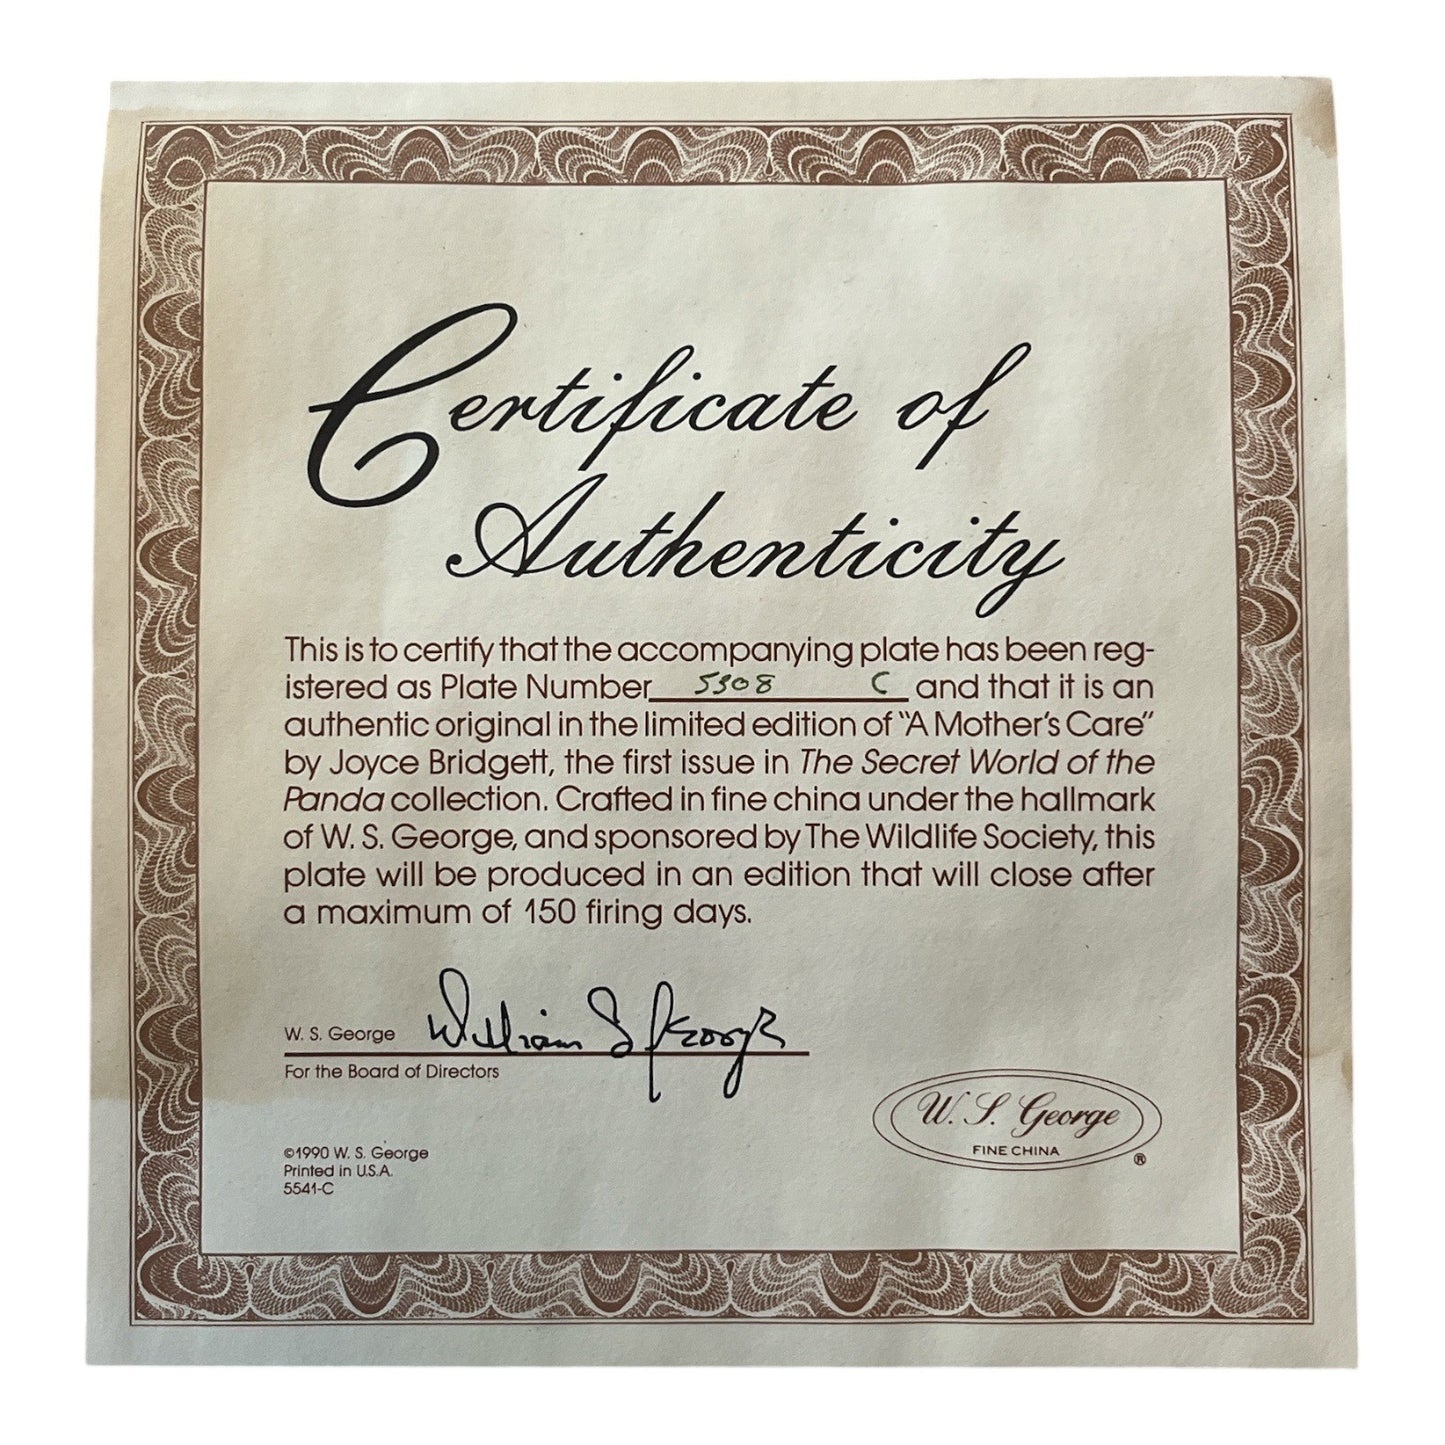 Certificate of
Authenticity
This is to certify that the accompanying plate has been reg-
istered as Plate Number 5308 C and that it is an
authentic original in the limited edition of "A Mother's Care"
by Joyce Bridgett, the first issue in The Secret World of the
Panda collection. Crafted in fine china under the hallmark
of W. S. George, and sponsored by The Wildlife Society, this
plate will be produced in an edition that will close after
a maximum of 150 firing days.
W. S. George William S George
For the Board of Directors
©1990 W. S. George
Printed in U.S.A.
5541-C
W. S. George
FINE CHINA
®